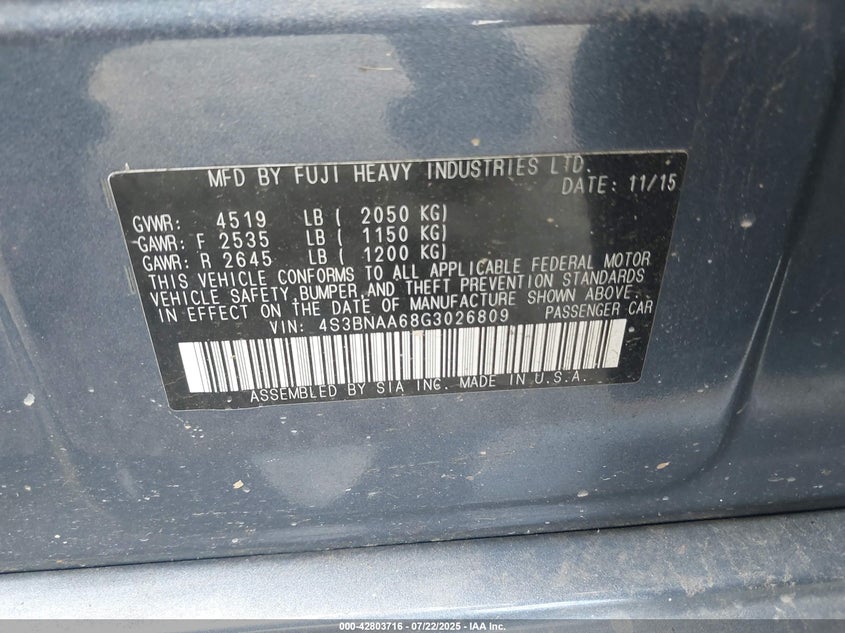 MFD BY FUJI HEAVY INDUSTRIES LTD.
DATE: 11/15
GVWR: 4519 LB ( 2050 KG)
GAWR: F 2535 LB ( 1150 KG)
GAWR: R 2645 LB ( 1200 KG)
THIS VEHICLE CONFORMS TO ALL APPLICABLE FEDERAL MOTOR
VEHICLE SAFETY,BUMPER,AND THEFT PREVENTION STANDARDS
IN EFFECT ON THE DATE OF MANUFACTURE SHOWN ABOVE.
VIN: 4S3BNAA68G3026809 PASSENGER CAR
ASSEMBLED BY SIA INC. MADE IN U.S.A.
000-42803716 - 07/22/2025 - IAA Inc.